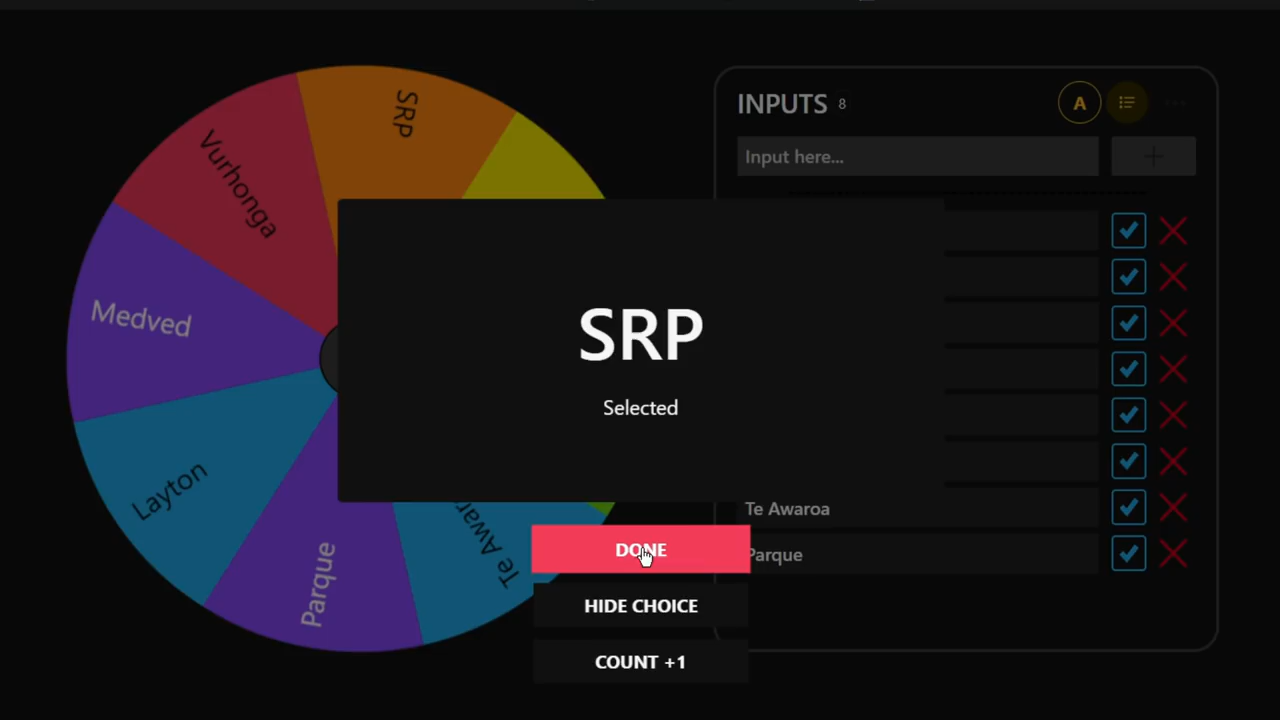 INPUTS 8
A
Input here...
SRP
Vurhonga
Medved
Layton
Parque
Te Awar
SRP
Selected
Te Awaroa
Parque
DONE
HIDE CHOICE
COUNT +1